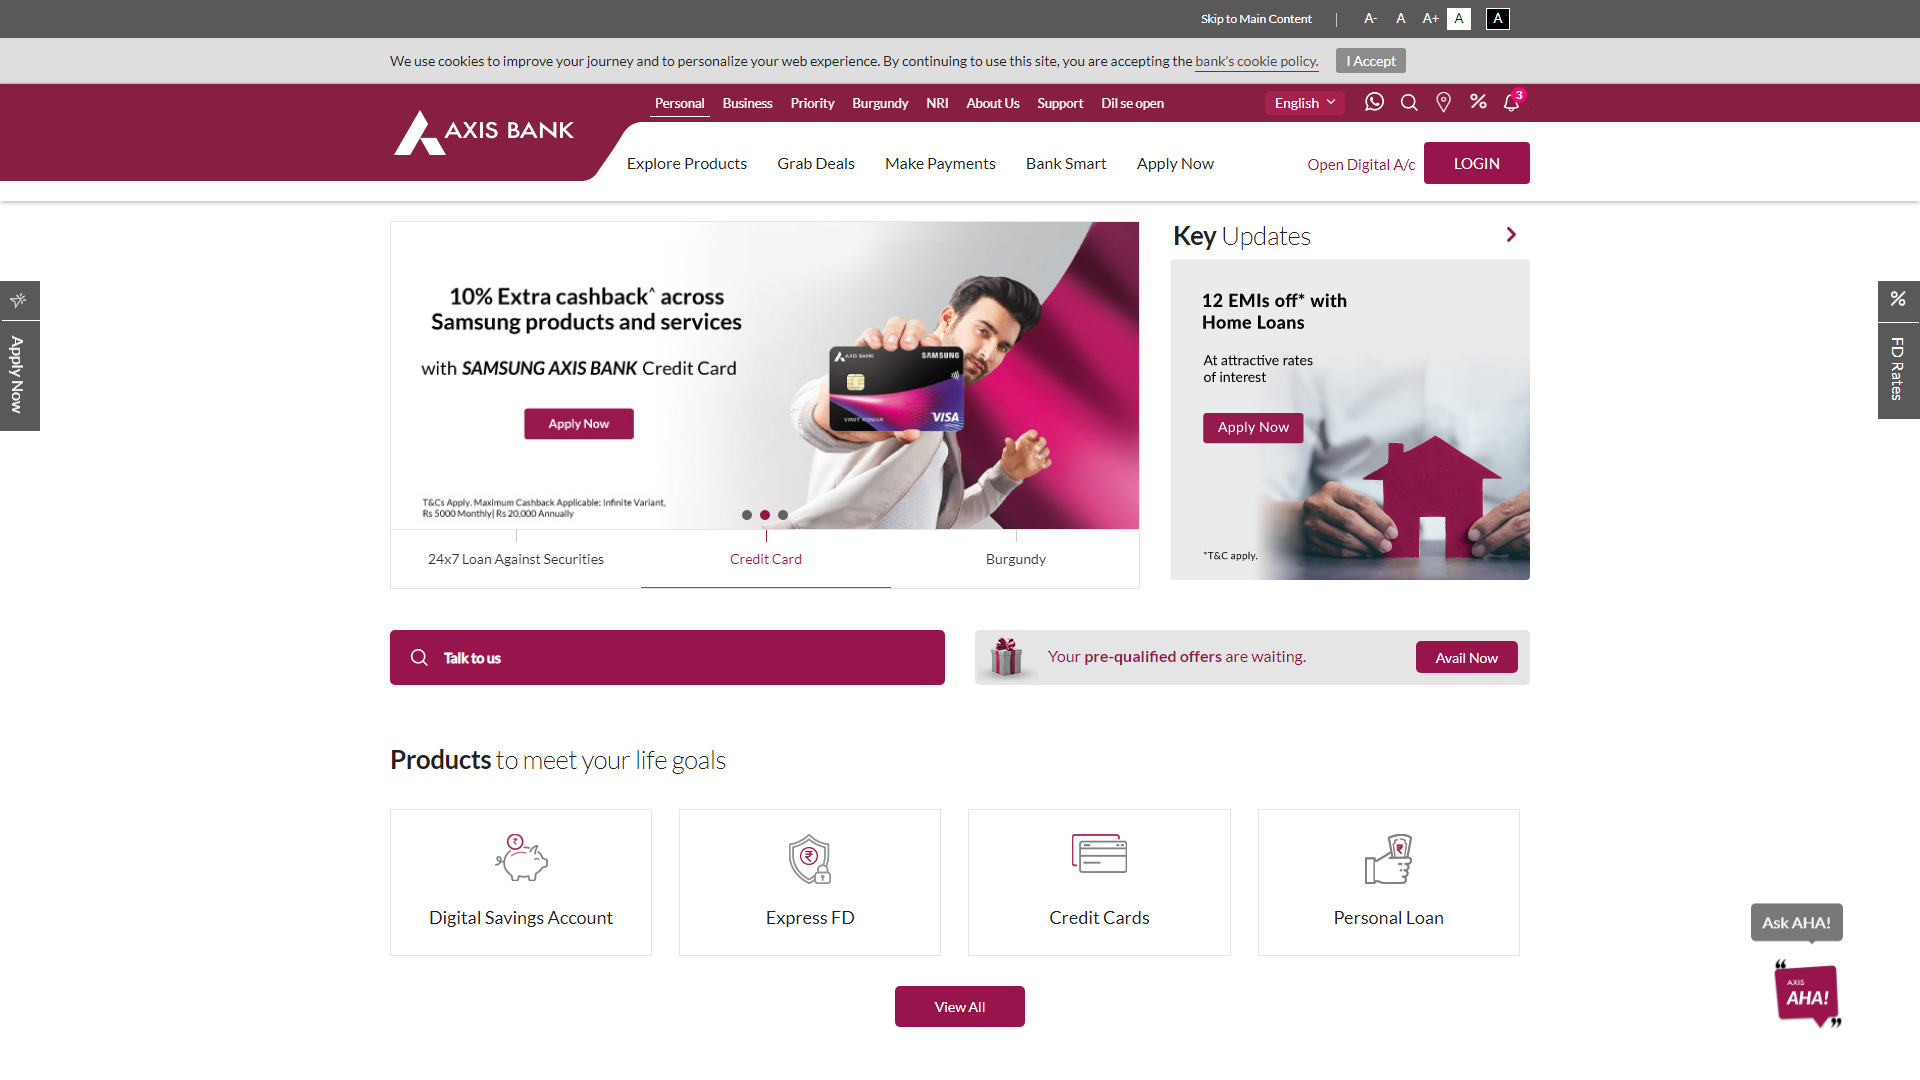 Skip to Main Content | A- A A+ A A
We use cookies to improve your journey and to personalize your web experience. By continuing to use this site, you are accepting the bank's cookie policy. I Accept
Personal Business Priority Burgundy NRI About Us Support Dil se open English 3
AXIS BANK
Explore Products Grab Deals Make Payments Bank Smart Apply Now Open Digital A/c LOGIN
10% Extra cashback^ across
Samsung products and services
with SAMSUNG AXIS BANK Credit Card
Apply Now
T&Cs Apply. Maximum Cashback Applicable: Infinite Variant,
Rs 5000 Monthly| Rs 20,000 Annually
AXIS BANK SAMSUNG
VINIT KUMAR VISA
24x7 Loan Against Securities Credit Card Burgundy
Key Updates
12 EMIs off* with
Home Loans
At attractive rates
of interest
Apply Now
*T&C apply.
Apply Now
% FD Rates
Talk to us
Your pre-qualified offers are waiting. Avail Now
Products to meet your life goals
Digital Savings Account Express FD Credit Cards Personal Loan
View All
Ask AHA!
AXIS
AHA!